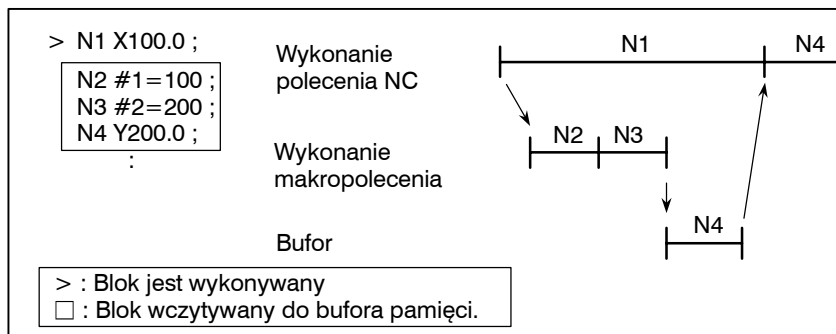 > N1 X100.0 ;
N2 #1=100 ;
N3 #2=200 ;
N4 Y200.0 ;
:
Wykonanie
polecenia NC
N1
N4
Wykonanie
makropolecenia
N2
N3
Bufor
N4
> : Blok jest wykonywany
□ : Blok wczytywany do bufora pamięci.